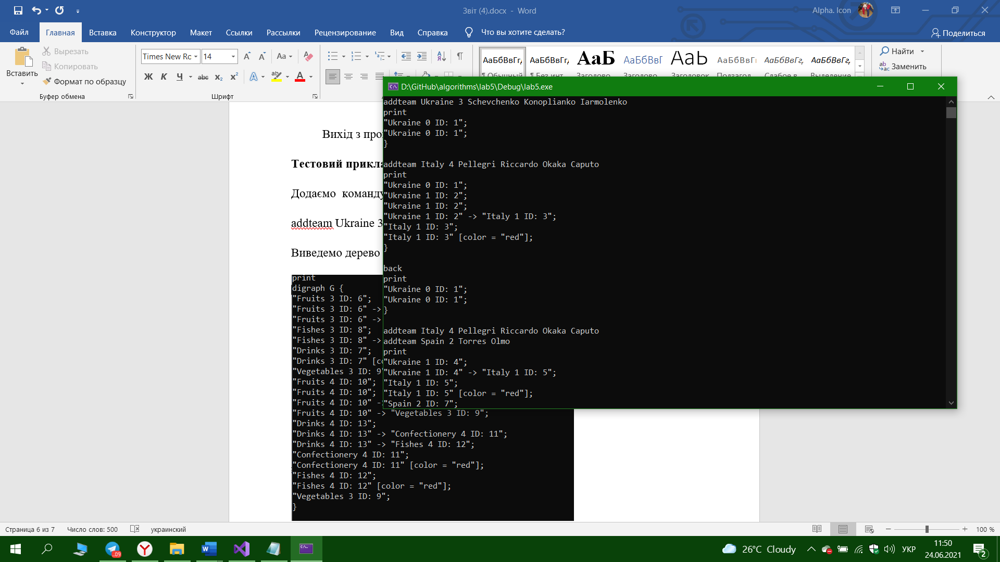 Звіт (4).docx - Word
Alpha. Icon
Файл Главная Вставка Конструктор Макет Ссылки Рассылки Рецензирование Вид Справка Что вы хотите сделать? Поделиться
Вставить
Вырезать
Копировать
Формат по образцу
Буфер обмена
Times New Rc 14
Aa
Ж К Ч abc x₂ x²
Шрифт
АаБбВвГг, АаБбВвГг, АаБ АаБбВвГ АаЬ АаБбВвГ АаБбВвГг, АаБбВвГг,
¶ Обычный ¶ Без инт... Заголово... Заголово... Заголовок Подзагол... Слабое в... Выделение
Найти
Заменить
Вихід з про
Тестовий прикла
Додаємо команду
addteam Ukraine 3
Виведемо дерево
print
digraph G {
"Fruits 3 ID: 6";
"Fruits 3 ID: 6" ->
"Fruits 3 ID: 6" ->
"Fishes 3 ID: 8";
"Fishes 3 ID: 8" ->
"Drinks 3 ID: 7";
"Drinks 3 ID: 7" [co
"Vegetables 3 ID: 9"
"Fruits 4 ID: 10";
"Fruits 4 ID: 10";
"Fruits 4 ID: 10" ->
"Fruits 4 ID: 10" -> "Vegetables 3 ID: 9";
"Drinks 4 ID: 13";
"Drinks 4 ID: 13" -> "Confectionery 4 ID: 11";
"Drinks 4 ID: 13" -> "Fishes 4 ID: 12";
"Confectionery 4 ID: 11";
"Confectionery 4 ID: 11" [color = "red"];
"Fishes 4 ID: 12";
"Fishes 4 ID: 12" [color = "red"];
"Vegetables 3 ID: 9";
}
D:\GitHub\algorithms\lab5\Debug\lab5.exe
addteam Ukraine 3 Schevchenko Konoplianko Iarmolenko
print
"Ukraine 0 ID: 1";
"Ukraine 0 ID: 1";
}
addteam Italy 4 Pellegri Riccardo Okaka Caputo
print
"Ukraine 0 ID: 1";
"Ukraine 1 ID: 2";
"Ukraine 1 ID: 2";
"Ukraine 1 ID: 2" -> "Italy 1 ID: 3";
"Italy 1 ID: 3";
"Italy 1 ID: 3" [color = "red"];
}
back
print
"Ukraine 0 ID: 1";
"Ukraine 0 ID: 1";
}
addteam Italy 4 Pellegri Riccardo Okaka Caputo
addteam Spain 2 Torres Olmo
print
"Ukraine 1 ID: 4";
"Ukraine 1 ID: 4" -> "Italy 1 ID: 5";
"Italy 1 ID: 5";
"Italy 1 ID: 5" [color = "red"];
"Spain 2 ID: 7";
Страница 6 из 7 Число слов: 500 украинский 100 %
..09
26°C Cloudy УКР 11:50
24.06.2021
2